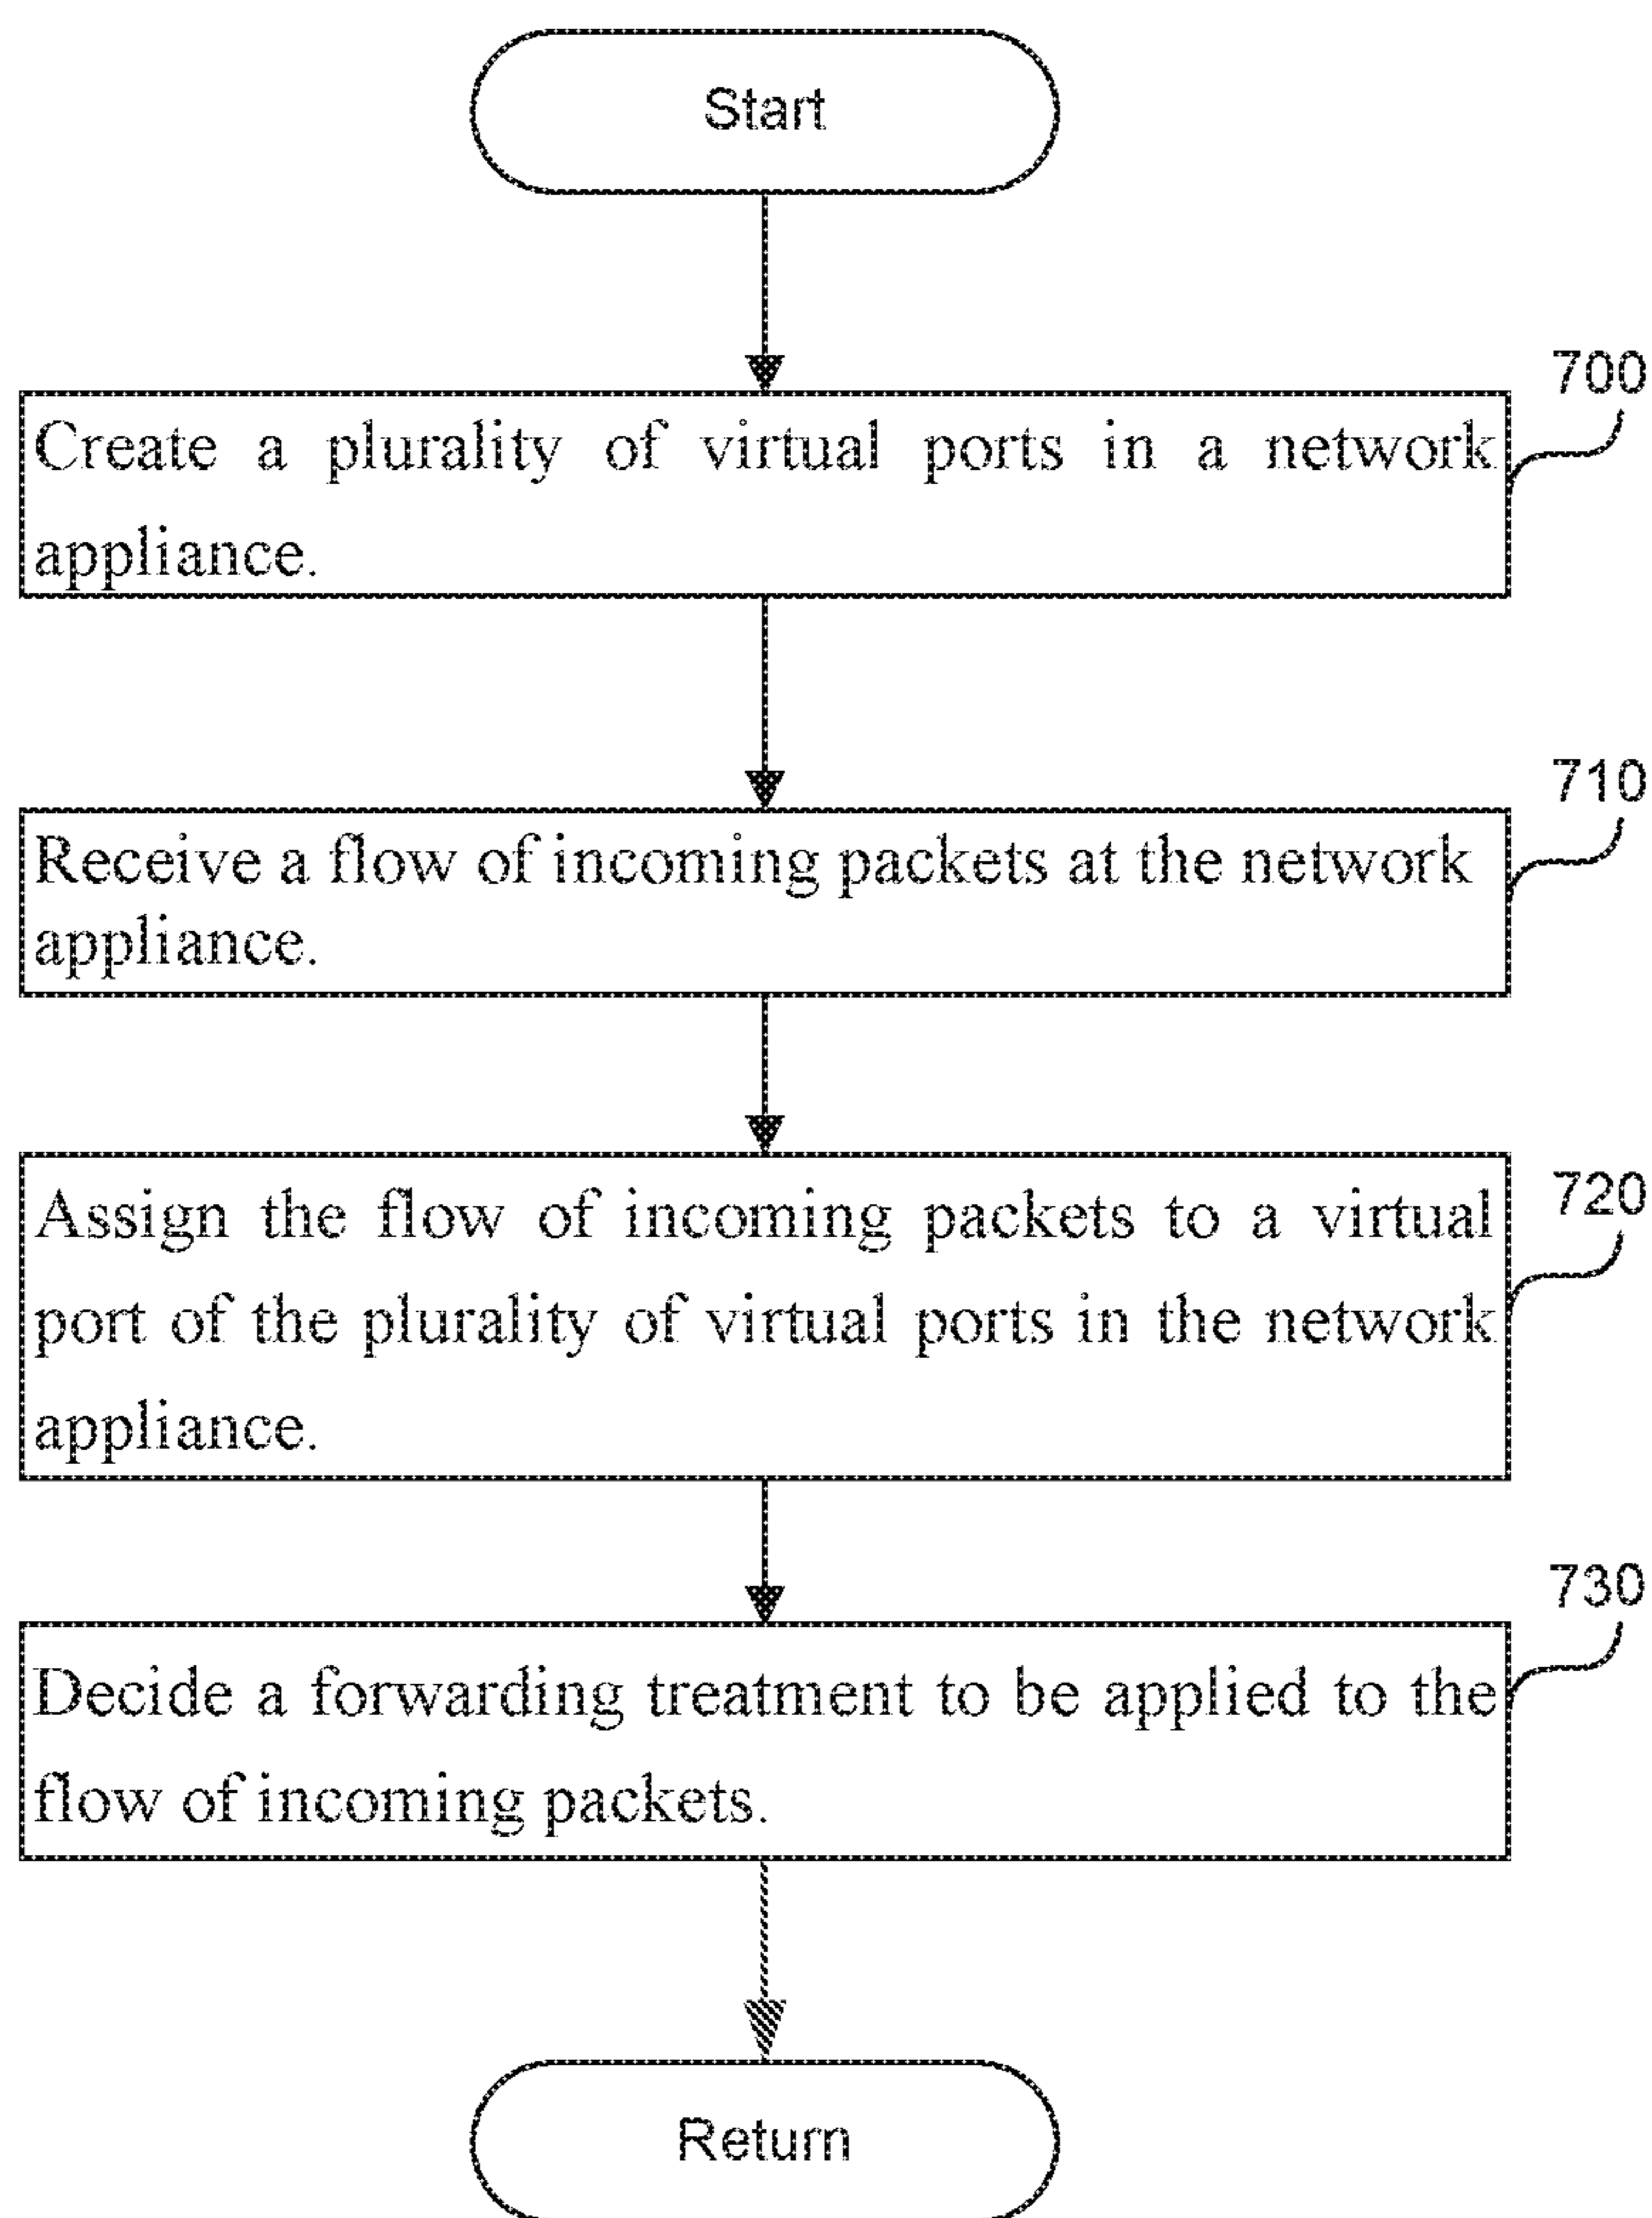 Start
700
Create a plurality of virtual ports in a network
appliance.
710
Receive a flow of incoming packets at the network
appliance.
720
Assign the flow of incoming packets to a virtual
port of the plurality of virtual ports in the network
appliance.
730
Decide a forwarding treatment to be applied to the
flow of incoming packets.
Return